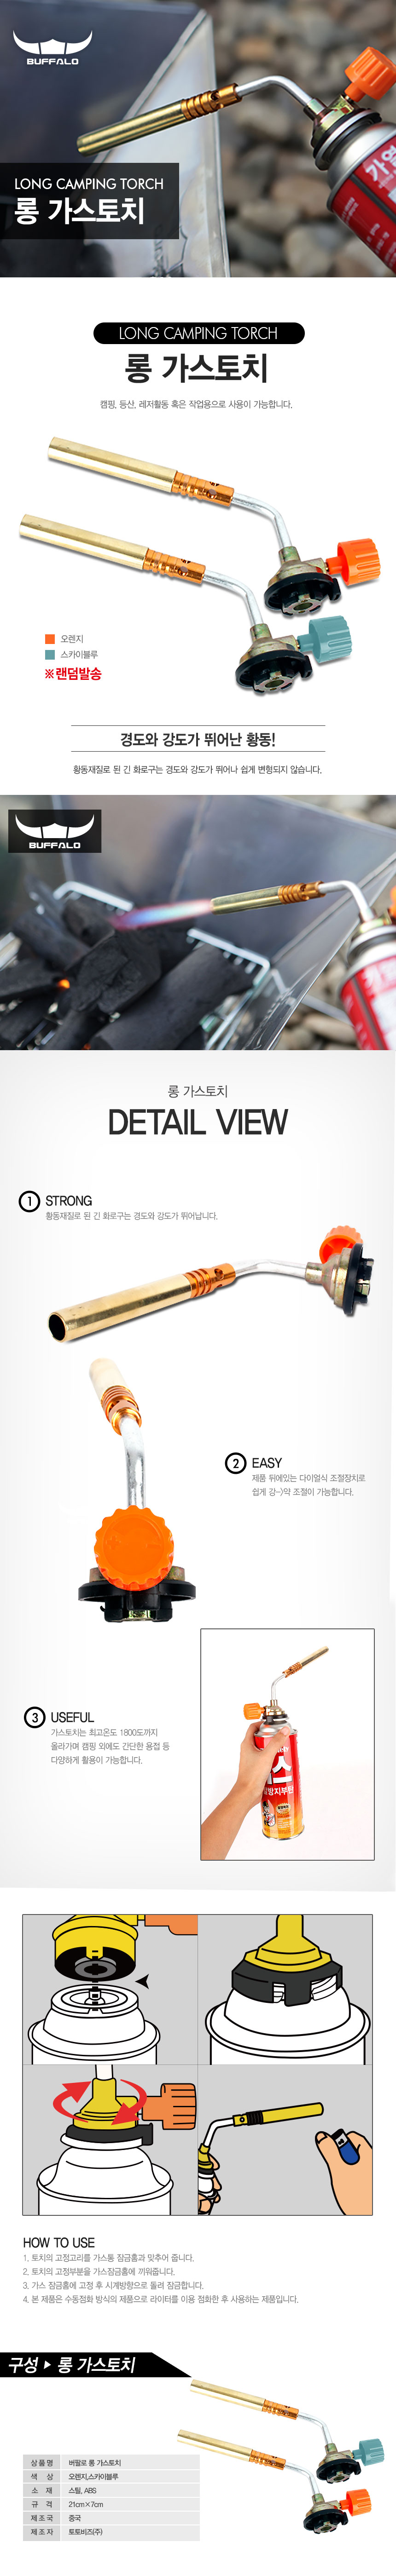 BUFFALO
LONG CAMPING TORCH
롱 가스토치
LONG CAMPING TORCH
롱 가스토치
캠핑, 등산, 레저활동 혹은 작업용으로 사용이 가능합니다.
오렌지
스카이블루
※랜덤발송
경도와 강도가 뛰어난 황동!
황동재질로 된 긴 화로구는 경도와 강도가 뛰어나 쉽게 변형되지 않습니다.
BUFFALO
롱 가스토치
DETAIL VIEW
1 STRONG
황동재질로 된 긴 화로구는 경도와 강도가 뛰어납니다.
2 EASY
제품 뒤에있는 다이얼식 조절장치로
쉽게 강->약 조절이 가능합니다.
3 USEFUL
가스토치는 최고온도 1800도까지
올라가며 캠핑 외에도 간단한 용접 등
다양하게 활용이 가능합니다.
HOW TO USE
1. 토치의 고정고리를 가스통 잠금홈과 맞추어 줍니다.
2. 토치의 고정부분을 가스잠금홈에 끼워줍니다.
3. 가스 잠금홈에 고정 후 시계방향으로 돌려 잠금합니다.
4. 본 제품은 수동점화 방식의 제품으로 라이터를 이용 점화한 후 사용하는 제품입니다.
구성 ▶ 롱 가스토치
상품명 버팔로 롱 가스토치
색 상 오렌지,스카이블루
소 재 스틸, ABS
규 격 21cm×7cm
제조국 중국
제조자 토토비즈(주)